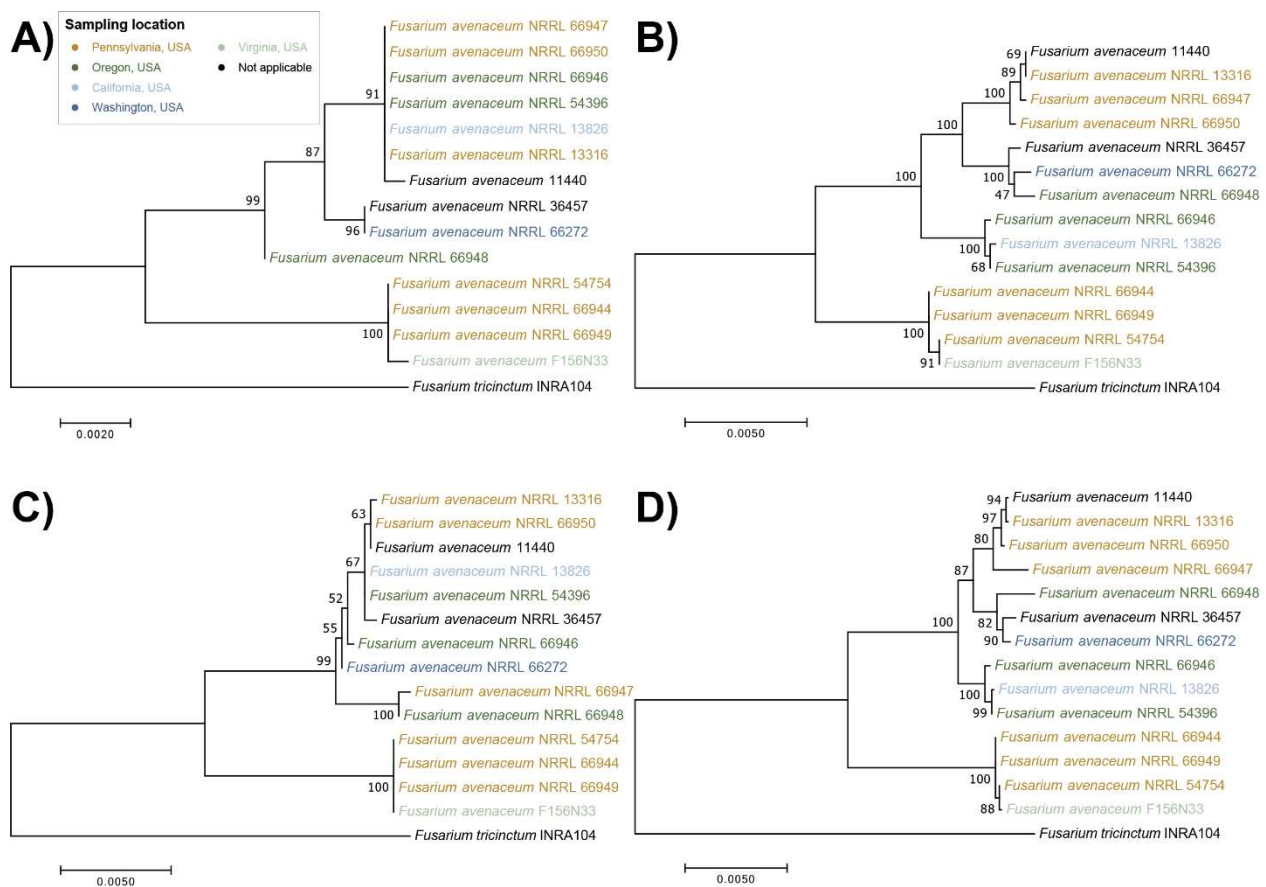 A)
Sampling location
Pennsylvania, USA
Oregon, USA
California, USA
Washington, USA
Virginia, USA
Not applicable
Fusarium avenaceum NRRL 66947
Fusarium avenaceum NRRL 66950
Fusarium avenaceum NRRL 66946
91
Fusarium avenaceum NRRL 54396
Fusarium avenaceum NRRL 13826
87
Fusarium avenaceum NRRL 13316
Fusarium avenaceum 11440
99
Fusarium avenaceum NRRL 36457
96
Fusarium avenaceum NRRL 66272
Fusarium avenaceum NRRL 66948
Fusarium avenaceum NRRL 54754
Fusarium avenaceum NRRL 66944
100
Fusarium avenaceum NRRL 66949
Fusarium avenaceum F156N33
Fusarium tricinctum INRA104
0.0020
B)
69
Fusarium avenaceum 11440
89
Fusarium avenaceum NRRL 13316
100
Fusarium avenaceum NRRL 66947
Fusarium avenaceum NRRL 66950
100
Fusarium avenaceum NRRL 36457
100
Fusarium avenaceum NRRL 66272
100
47
Fusarium avenaceum NRRL 66948
Fusarium avenaceum NRRL 66946
100
Fusarium avenaceum NRRL 13826
68
Fusarium avenaceum NRRL 54396
Fusarium avenaceum NRRL 66944
Fusarium avenaceum NRRL 66949
100
Fusarium avenaceum NRRL 54754
91
Fusarium avenaceum F156N33
Fusarium tricinctum INRA104
0.0050
C)
Fusarium avenaceum NRRL 13316
63
Fusarium avenaceum NRRL 66950
Fusarium avenaceum 11440
67
Fusarium avenaceum NRRL 13826
Fusarium avenaceum NRRL 54396
52
Fusarium avenaceum NRRL 36457
55
Fusarium avenaceum NRRL 66946
99
Fusarium avenaceum NRRL 66272
Fusarium avenaceum NRRL 66947
100
Fusarium avenaceum NRRL 66948
Fusarium avenaceum NRRL 54754
Fusarium avenaceum NRRL 66944
100
Fusarium avenaceum NRRL 66949
Fusarium avenaceum F156N33
Fusarium tricinctum INRA104
0.0050
D)
94
Fusarium avenaceum 11440
97
Fusarium avenaceum NRRL 13316
80
Fusarium avenaceum NRRL 66950
87
Fusarium avenaceum NRRL 66947
Fusarium avenaceum NRRL 66948
100
82
Fusarium avenaceum NRRL 36457
90
Fusarium avenaceum NRRL 66272
Fusarium avenaceum NRRL 66946
100
Fusarium avenaceum NRRL 13826
99
Fusarium avenaceum NRRL 54396
Fusarium avenaceum NRRL 66944
Fusarium avenaceum NRRL 66949
100
Fusarium avenaceum NRRL 54754
88
Fusarium avenaceum F156N33
Fusarium tricinctum INRA104
0.0050